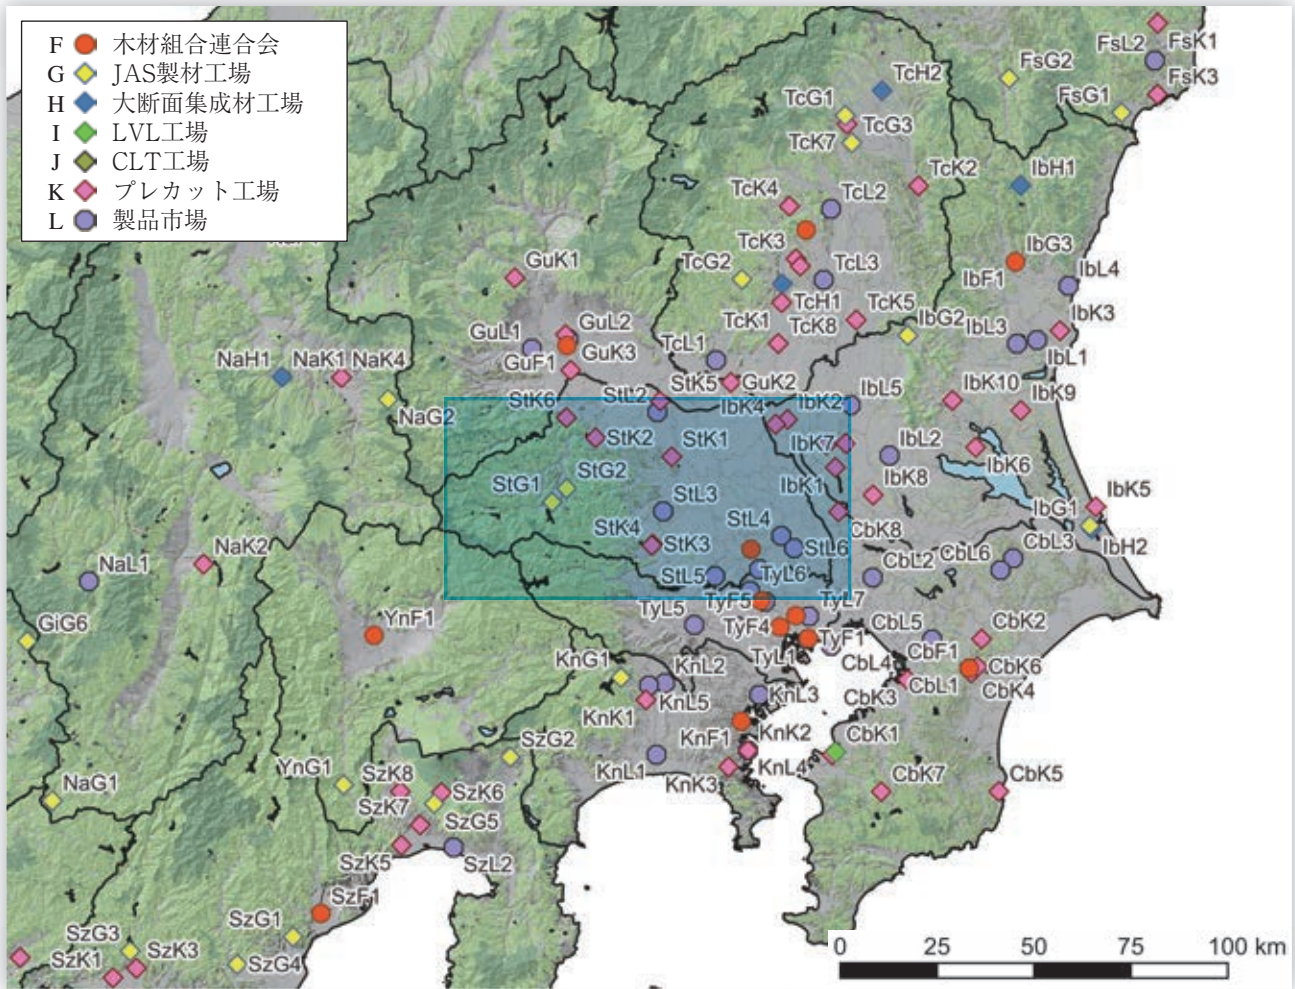 F 木材組合連合会
G JAS製材工場
H 大断面集成材工場
I LVL工場
J CLT工場
K プレカット工場
L 製品市場
FsK1
FsL2
FsG2
FsK3
TcH2
TcG1
FsG1
TcG3
TcK7
TcK2
IbH1
TcK4
TcL2
TcK3
IbG3
TcG2
TcL3
IbF1
IbL4
GuK1
TcH1
TcK5
IbK3
GuL2
TcK1
TcK8
IbG2
IbL3
GuL1
GuK3
TcL1
IbL1
NaH1
NaK1
NaK4
GuF1
StK5
GuK2
IbK10
IbK9
StK6
StL2
IbK4
IbK2
IbL5
NaG2
StK2
StK1
IbK7
IbL2
IbK6
StG2
StG1
IbK1
IbK8
IbK5
StL3
IbG1
StK4
StL4
CbK8
StK3
StL6
CbL2
CbL6
CbL3
IbH2
NaL1
NaK2
StL5
TyL6
TyF5
TyL7
TyL5
GiG6
YnF1
TyF4
TyF1
CbL5
CbK2
CbF1
KnG1
KnL2
TyL1
CbL4
CbK6
KnL5
KnL3
CbK3
CbL1
CbK4
KnK1
KnF1
KnK2
CbK1
SzG2
KnL1
KnL4
KnK3
CbK7
CbK5
NaG1
YnG1
SzK8
SzK6
SzK7
SzG5
SzK5
SzL2
SzF1
SzG1
SzG3
SzK3
SzK1
SzG4
0 25 50 75 100 km